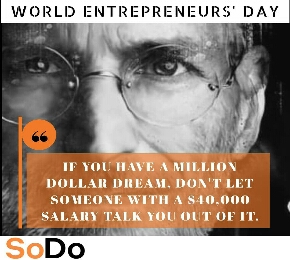 WORLD ENTREPRENEURS' DAY
“
IF YOU HAVE A MILLION
DOLLAR DREAM, DON'T LET
SOMEONE WITH A $40,000
SALARY TALK YOU OUT OF IT.
SoDo